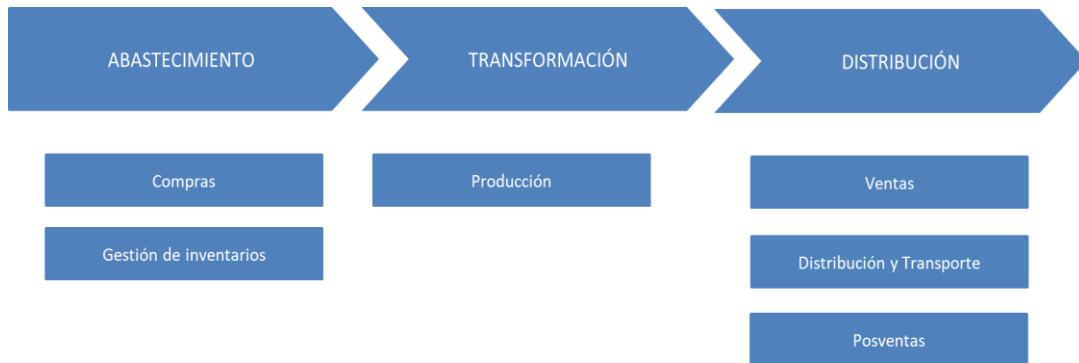 ABASTECIMIENTO
TRANSFORMACIÓN
DISTRIBUCIÓN
Compras
Gestión de inventarios
Producción
Ventas
Distribución y Transporte
Posventas